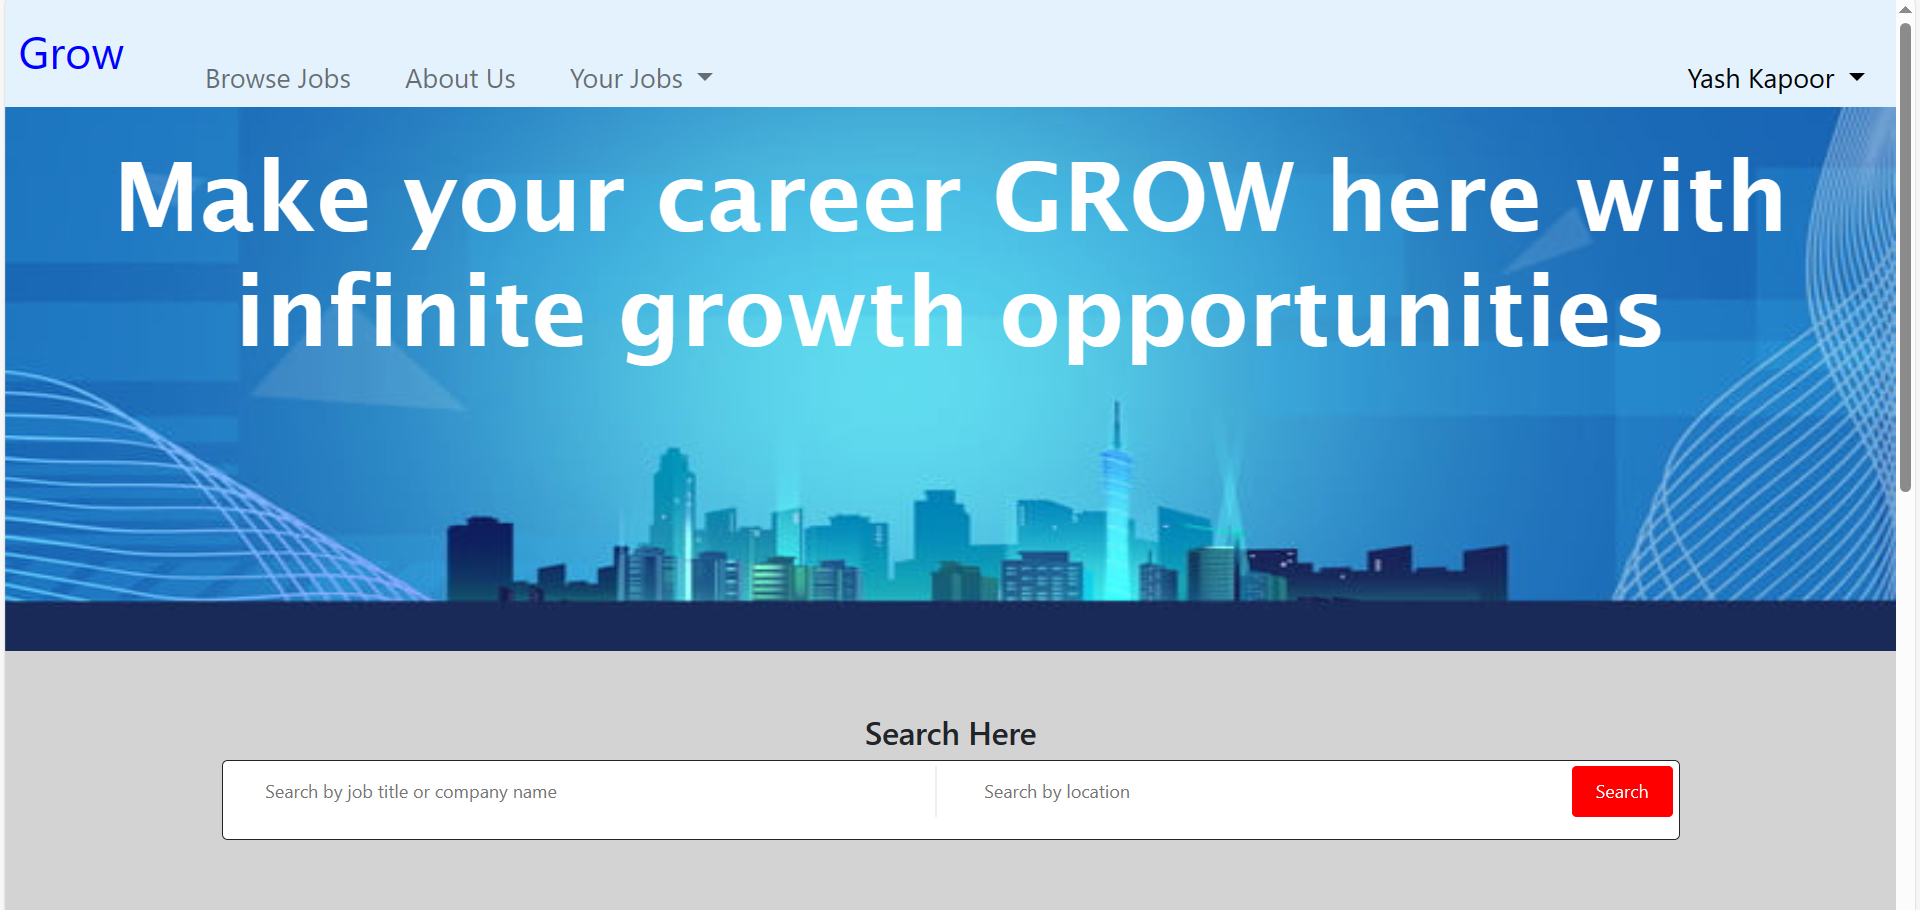 Grow
Browse Jobs
About Us
Your Jobs
Yash Kapoor
Make your career GROW here with
infinite growth opportunities
Search Here
Search by job title or company name
Search by location
Search